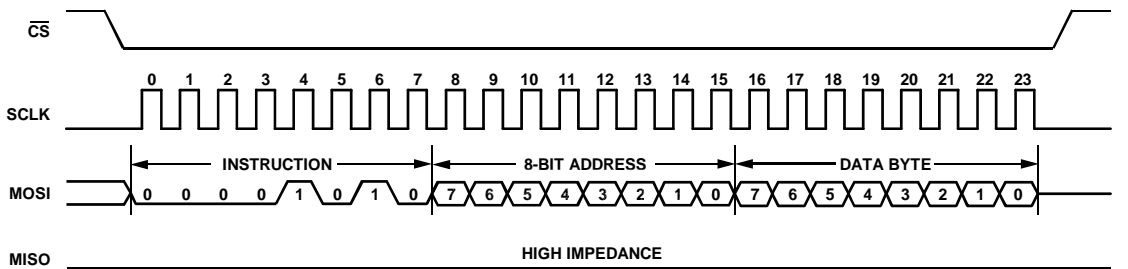 CS
0 1 2 3 4 5 6 7 8 9 10 11 12 13 14 15 16 17 18 19 20 21 22 23
SCLK
INSTRUCTION 8-BIT ADDRESS DATA BYTE
MOSI 0 0 0 0 1 0 1 0 7 6 5 4 3 2 1 0 7 6 5 4 3 2 1 0
HIGH IMPEDANCE
MISO